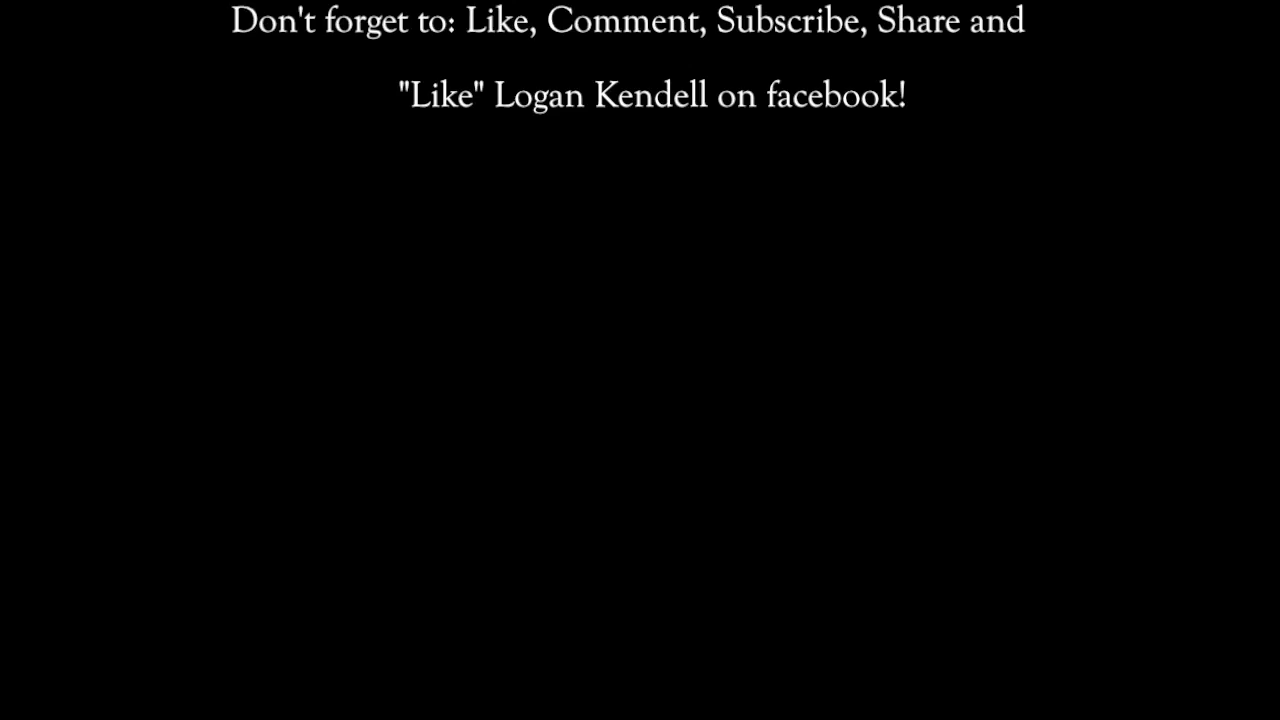 Don't forget to: Like, Comment, Subscribe, Share and
"Like" Logan Kendell on facebook!